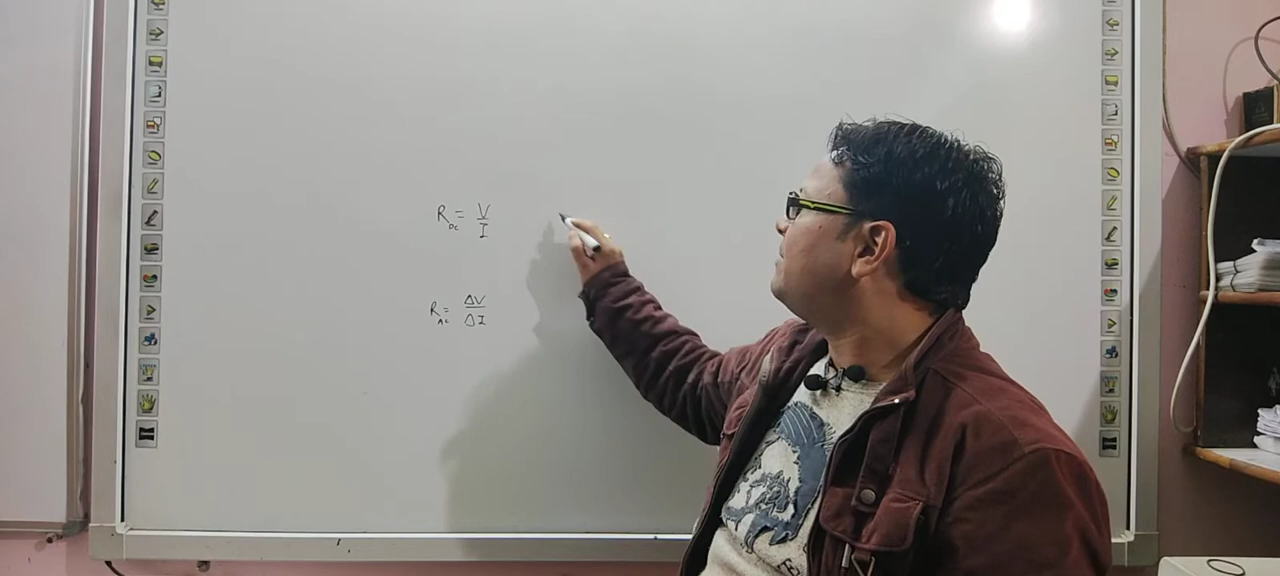 R_DC = V/I
R_AC = ΔV/ΔI